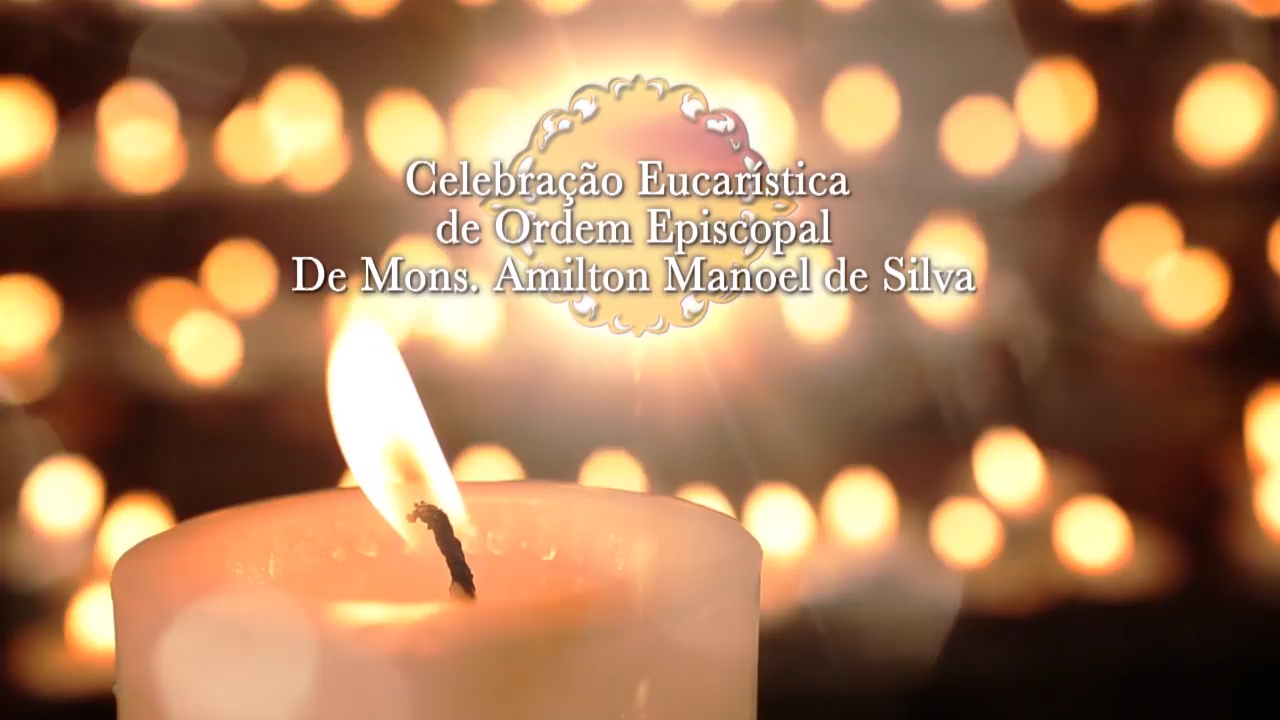 Celebração Eucarística
de Ordem Episcopal
De Mons. Amilton Manoel de Silva